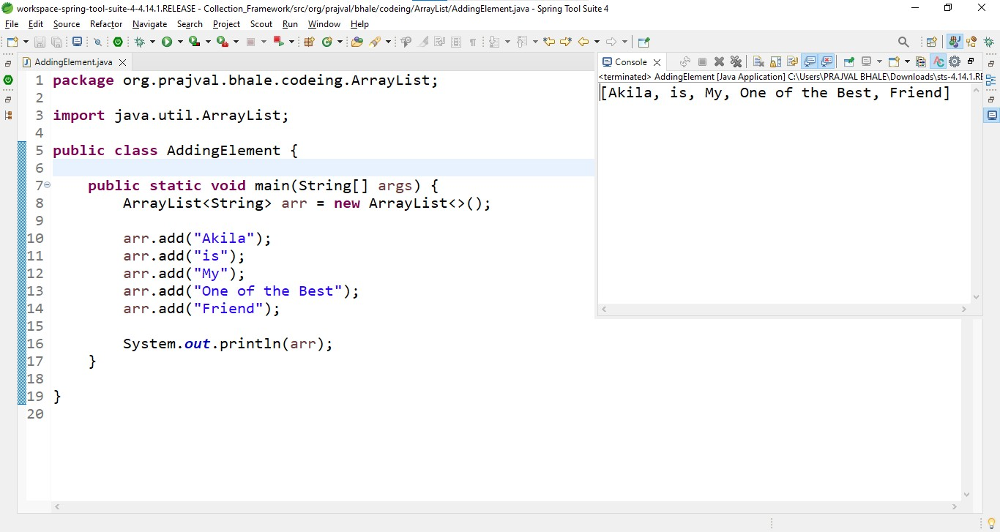 workspace-spring-tool-suite-4-4.14.1.RELEASE - Collection_Framework/src/org/prajval/bhale/codeing/ArrayList/AddingElement.java - Spring Tool Suite 4
File Edit Source Refactor Navigate Search Project Scout Run Window Help
AddingElement.java
1 package org.prajval.bhale.codeing.ArrayList;
2
3 import java.util.ArrayList;
4
5 public class AddingElement {
6
7 public static void main(String[] args) {
8 ArrayList<String> arr = new ArrayList<>();
9
10 arr.add("Akila");
11 arr.add("is");
12 arr.add("My");
13 arr.add("One of the Best");
14 arr.add("Friend");
15
16 System.out.println(arr);
17 }
18
19 }
20
Console
<terminated> AddingElement [Java Application] C:\Users\PRAJVAL BHALE\Downloads\sts-4.14.1.RE
[Akila, is, My, One of the Best, Friend]